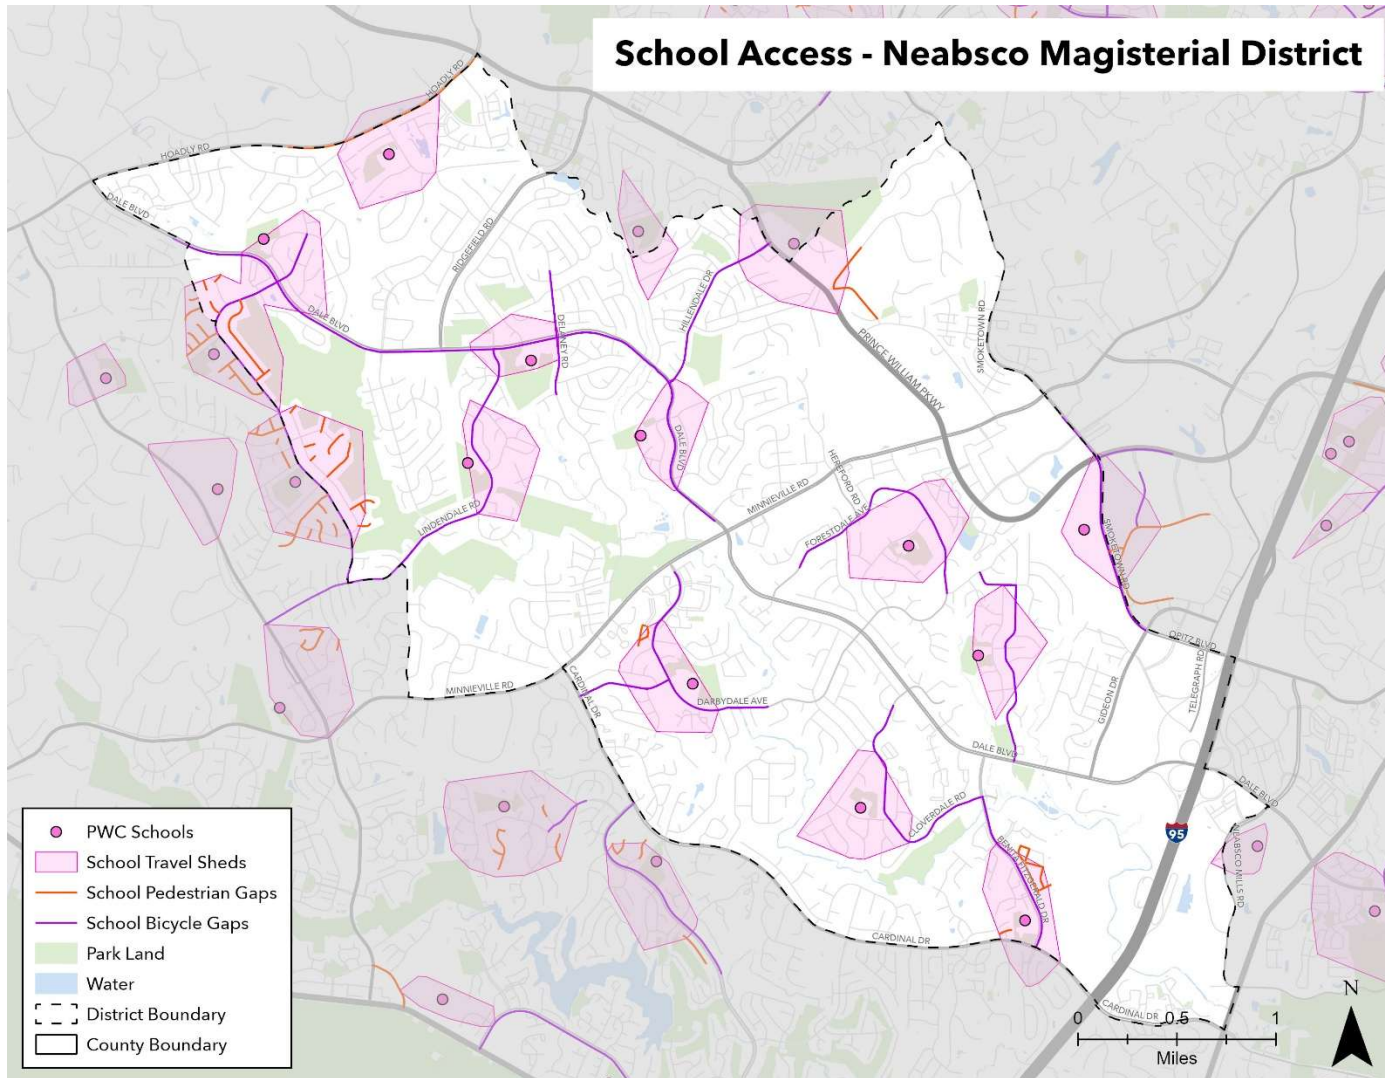 School Access - Neabsco Magisterial District
HOADLY RD
HOADLY RD
DALE BLVD
RIDGEFIELD RD
DALE BLVD
DELANEY RD
HILLENDALE DR
SMOKETOWN RD
PRINCE WILLIAM PKWY
DALE BLVD
MINNIEVILLE RD
HEREFORD RD
FORESTDALE AVE
LINDENDALE RD
SMOKETOWN RD
OPITZ BLVD
TELEGRAPH RD
GIDEON DR
MINNIEVILLE RD
CARDINAL DR
DARBYDALE AVE
DALE BLVD
DALE BLVD
CLOVERDALE RD
BENITA FITZGERALD DR
NEABSCO MILLS RD
95
CARDINAL DR
CARDINAL DR
PWC Schools
School Travel Sheds
School Pedestrian Gaps
School Bicycle Gaps
Park Land
Water
District Boundary
County Boundary
N
0 0.5 1
Miles